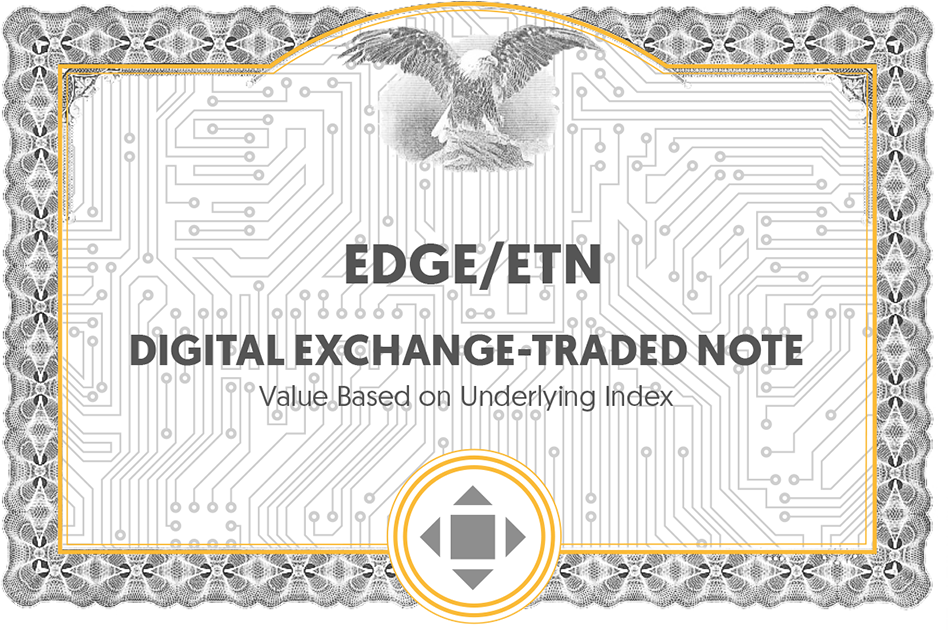 EDGE/ETN
DIGITAL EXCHANGE-TRADED NOTE
Value Based on Underlying Index